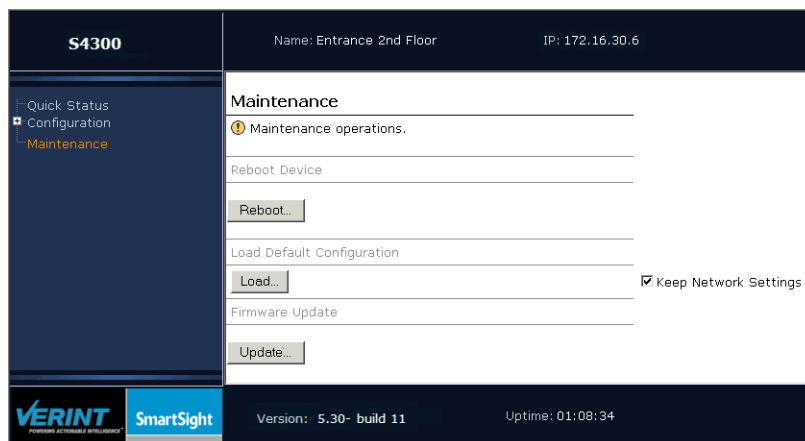 S4300
Name: Entrance 2nd Floor
IP: 172.16.30.6
Quick Status
Configuration
Maintenance
Maintenance
Maintenance operations.
Reboot Device
Reboot...
Load Default Configuration
Load...
Keep Network Settings
Firmware Update
Update...
VERINT
POWERING ACTIONABLE INTELLIGENCE
SmartSight
Version: 5.30- build 11
Uptime: 01:08:34